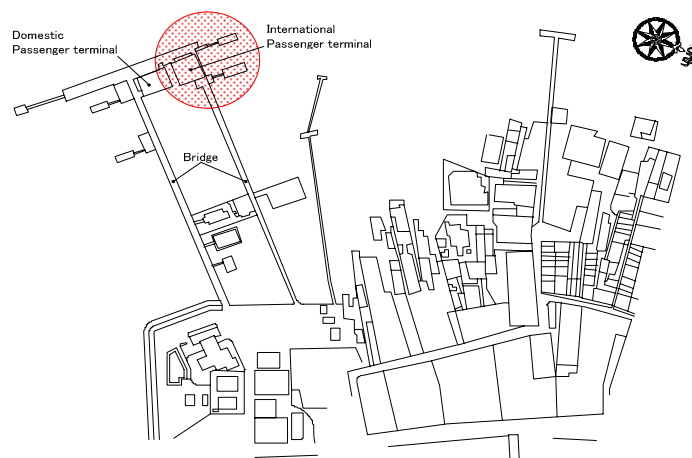 International
Passenger terminal
Domestic
Passenger terminal
Bridge